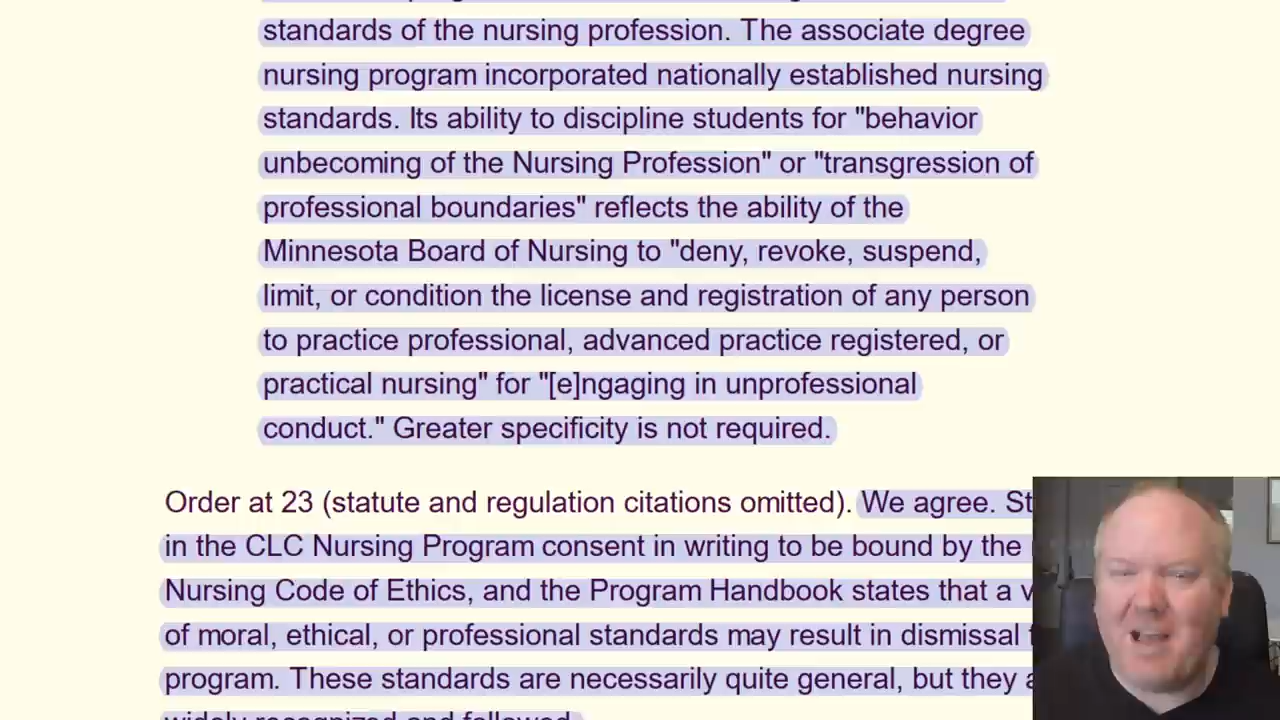 standards of the nursing profession. The associate degree
nursing program incorporated nationally established nursing
standards. Its ability to discipline students for "behavior
unbecoming of the Nursing Profession" or "transgression of
professional boundaries" reflects the ability of the
Minnesota Board of Nursing to "deny, revoke, suspend,
limit, or condition the license and registration of any person
to practice professional, advanced practice registered, or
practical nursing" for "[e]ngaging in unprofessional
conduct." Greater specificity is not required.
Order at 23 (statute and regulation citations omitted). We agree.
in the CLC Nursing Program consent in writing to be bound by the
Nursing Code of Ethics, and the Program Handbook states that a
of moral, ethical, or professional standards may result in dismissal
program. These standards are necessarily quite general, but they
widely recognized and followed.